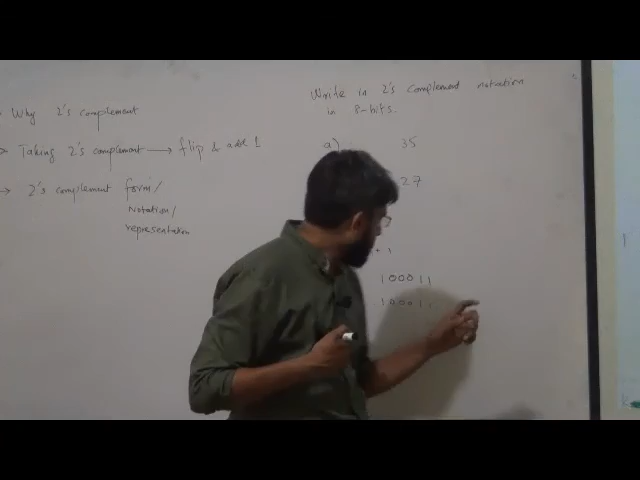 Why 2's complement
Taking 2's complement → flip & add 1
→ 2's complement form/
Notation/
representation
Write in 2's complement notation
in 8-bits.
a) 35
27
+ 1
100011
100011